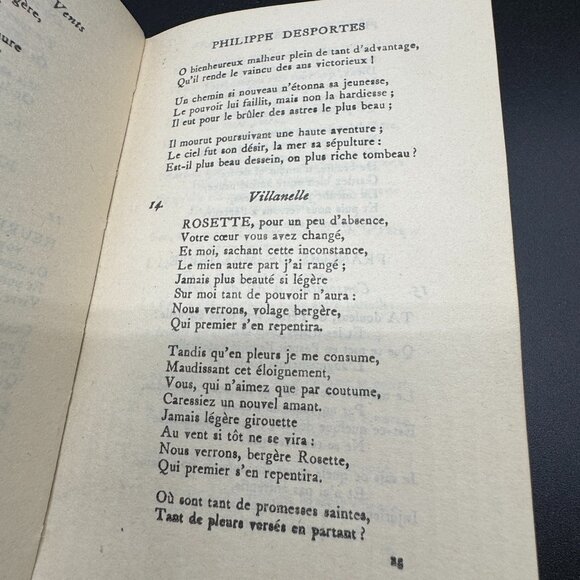 Vents
gère,
ure
PHILIPPE DESPORTES
O bienheureux malheur plein de tant d'advantage,
Qu'il rende le vaincu des ans victorieux !
Un chemin si nouveau n'étonna sa jeunesse,
Le pouvoir lui faillit, mais non la hardiesse ;
Il eut pour le brûler des astres le plus beau ;
Il mourut poursuivant une haute aventure ;
Le ciel fut son désir, la mer sa sépulture :
Est-il plus beau dessein, ou plus riche tombeau ?
14. Villanelle
ROSETTE, pour un peu d'absence,
Votre cœur vous avez changé,
Et moi, sachant cette inconstance,
Le mien autre part j'ai rangé ;
Jamais plus beauté si légère
Sur moi tant de pouvoir n'aura :
Nous verrons, volage bergère,
Qui premier s'en repentira.
Tandis qu'en pleurs je me consume,
Maudissant cet éloignement,
Vous, qui n'aimez que par coutume,
Caressiez un nouvel amant.
Jamais légère girouette
Au vent si tôt ne se vira :
Nous verrons, bergère Rosette,
Qui premier s'en repentira.
Où sont tant de promesses saintes,
Tant de pleurs versés en partant ?
25